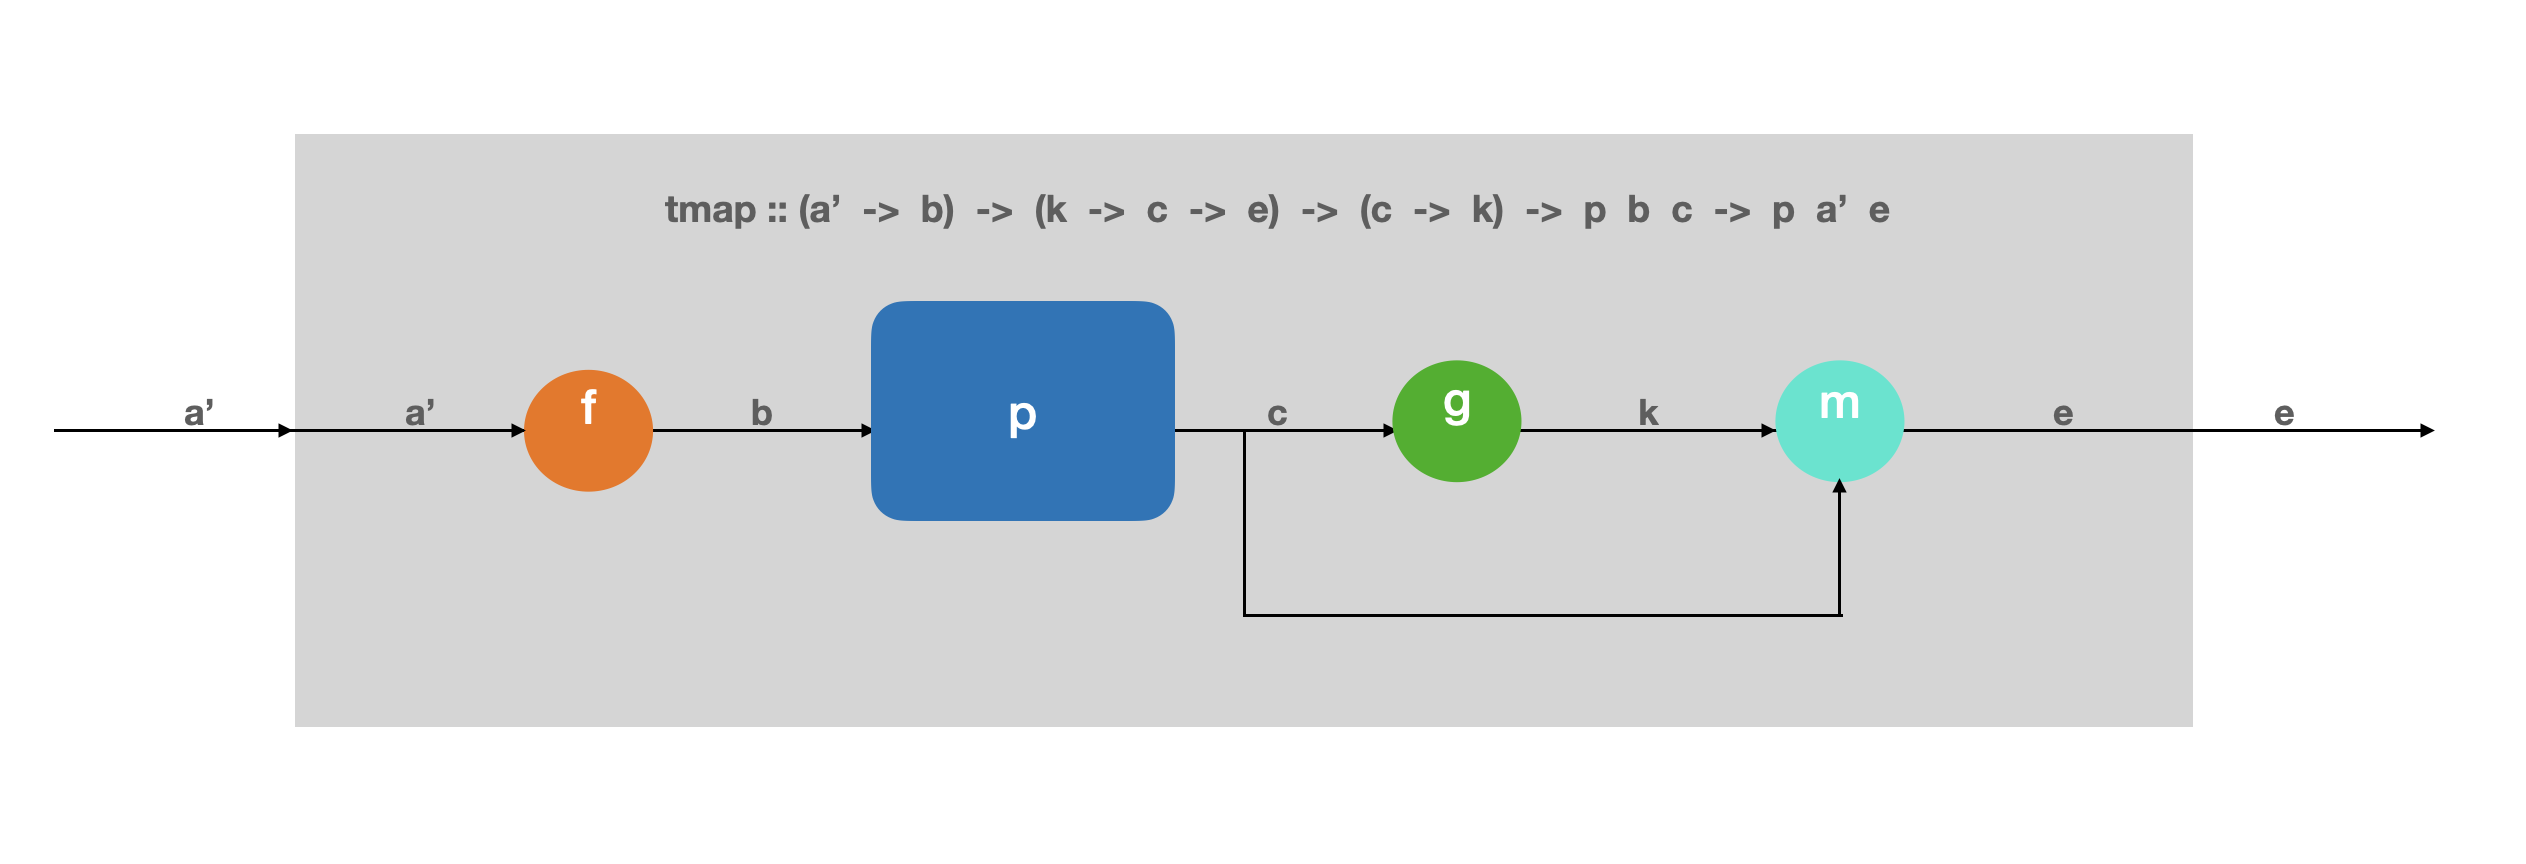 tmap :: (a’ -> b) -> (k -> c -> e) -> (c -> k) -> p b c -> p a’ e
a’ a’ f b p c g k m e e